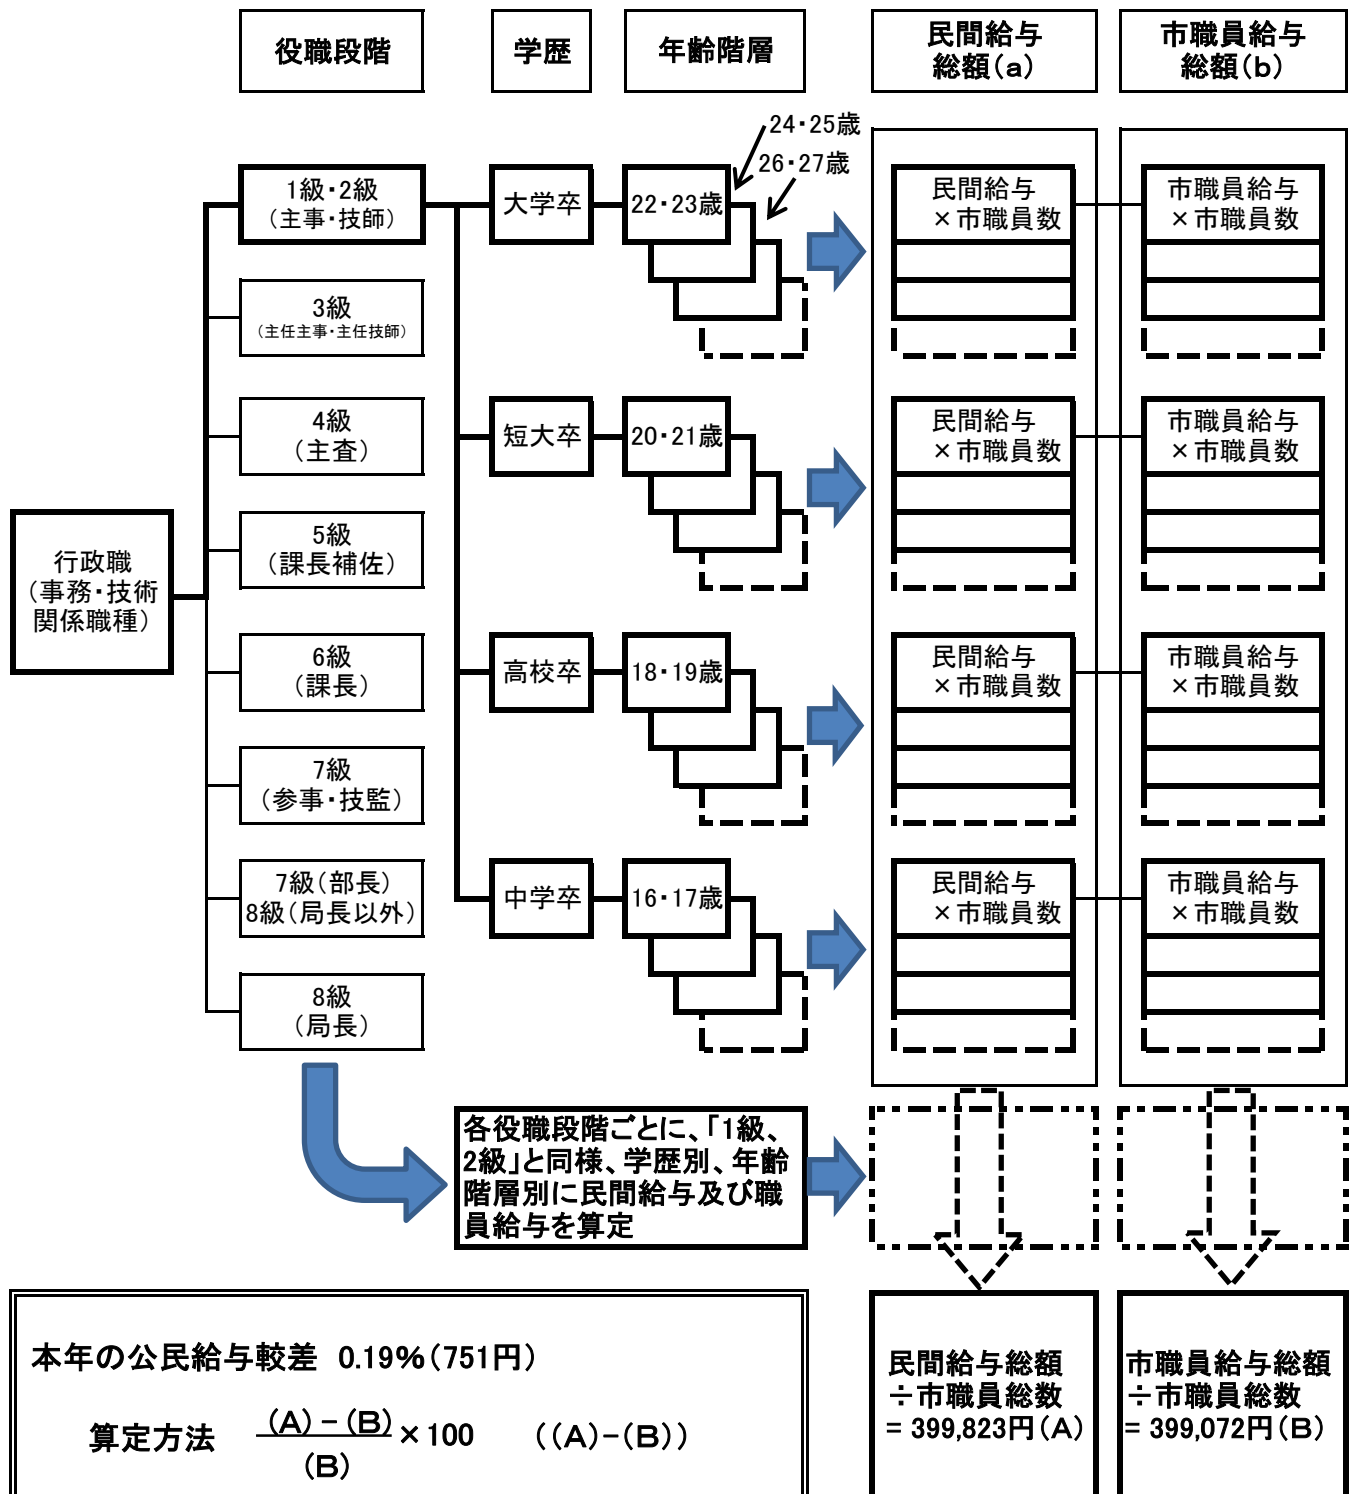 役職段階
学歴
年齢階層
民間給与
総額(a)
市職員給与
総額(b)
24・25歳
26・27歳
1級・2級
(主事・技師)
大学卒
22・23歳
民間給与
×市職員数
市職員給与
×市職員数
3級
(主任主事・主任技師)
4級
(主査)
短大卒
20・21歳
民間給与
×市職員数
市職員給与
×市職員数
5級
(課長補佐)
行政職
(事務・技術
関係職種)
6級
(課長)
高校卒
18・19歳
民間給与
×市職員数
市職員給与
×市職員数
7級
(参事・技監)
7級(部長)
8級(局長以外)
中学卒
16・17歳
民間給与
×市職員数
市職員給与
×市職員数
8級
(局長)
各役職段階ごとに、「1級、
2級」と同様、学歴別、年齢
階層別に民間給与及び職
員給与を算定
本年の公民給与較差 0.19%(751円)
算定方法 (A)-(B) ×100 ((A)-(B))
(B)
民間給与総額
÷市職員総数
= 399,823円(A)
市職員給与総額
÷市職員総数
= 399,072円(B)